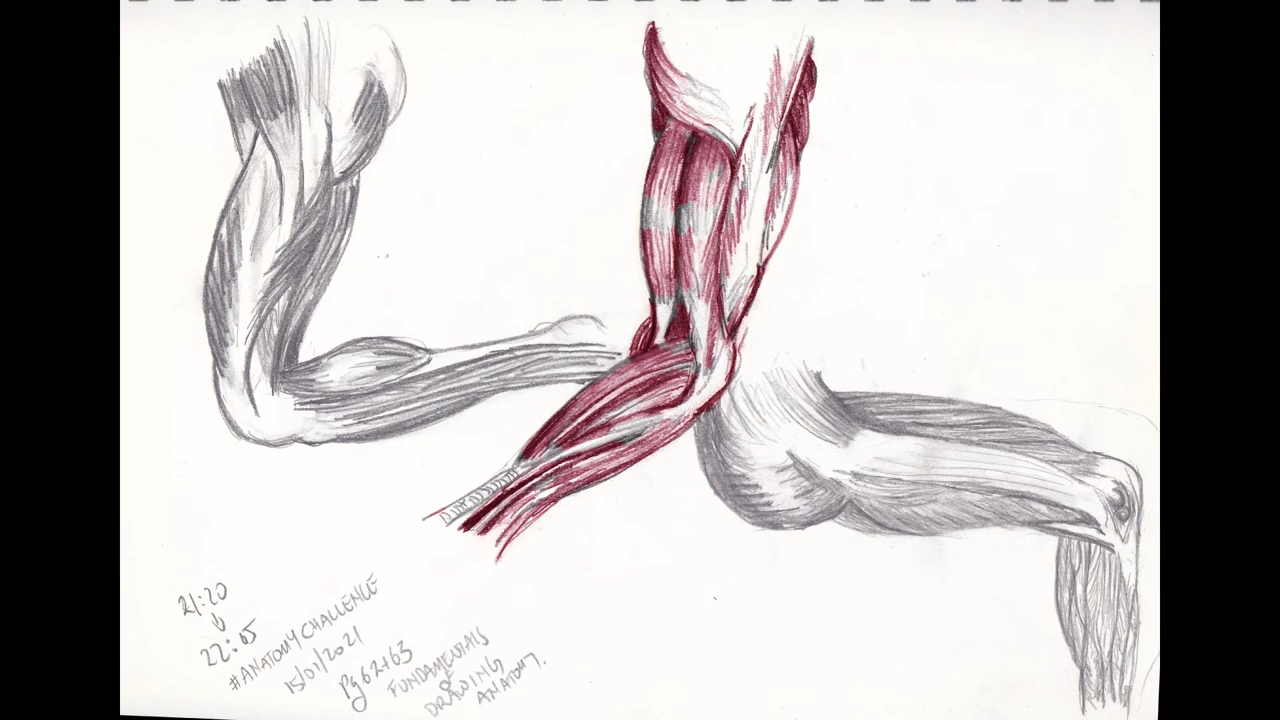 21:20
↓
22:05
#ANATOMY CHALLENGE
15/01/2021
Pg 62+63
FUNDAMENTALS
OF
DRAWING
ANATOMY.